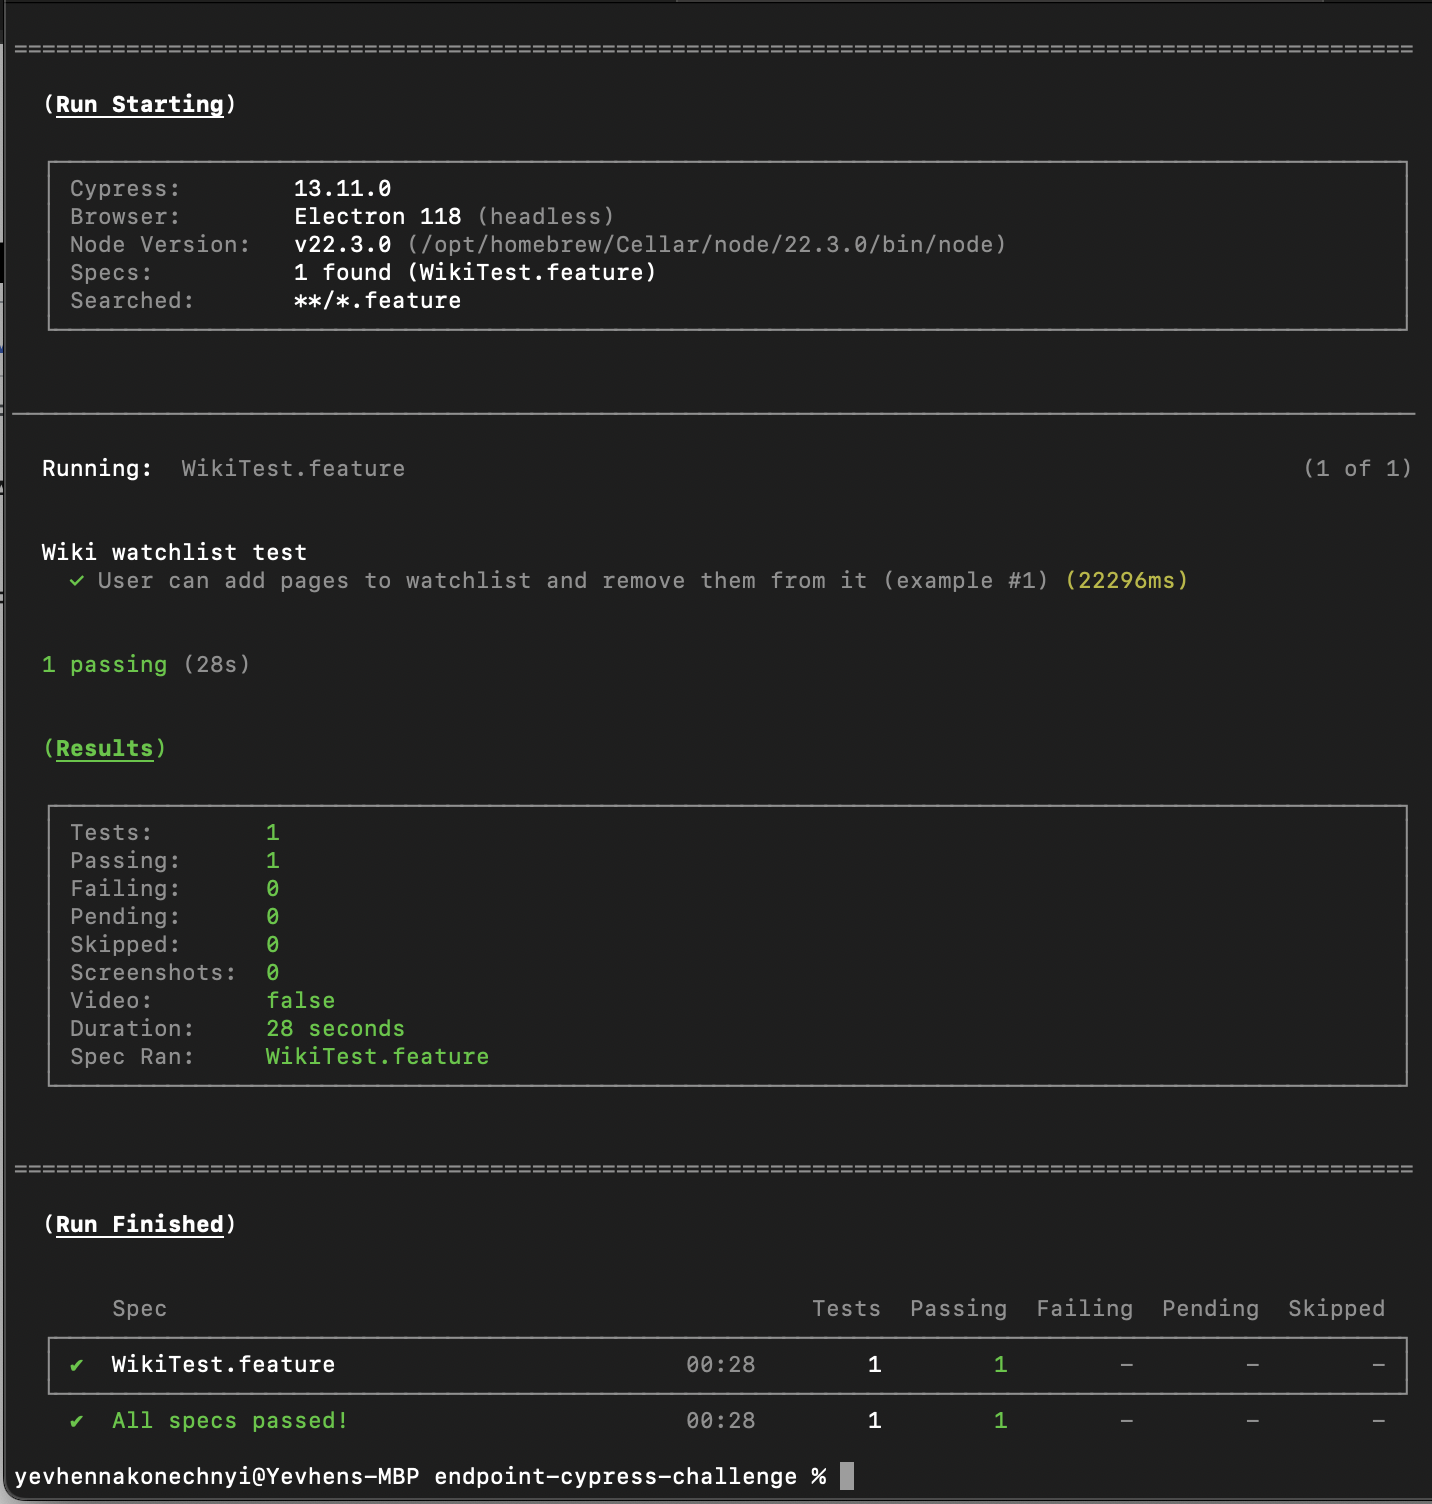 ====================================================================================================
(Run Starting)
Cypress: 13.11.0
Browser: Electron 118 (headless)
Node Version: v22.3.0 (/opt/homebrew/Cellar/node/22.3.0/bin/node)
Specs: 1 found (WikiTest.feature)
Searched: **/*.feature
Running: WikiTest.feature (1 of 1)
Wiki watchlist test
✓ User can add pages to watchlist and remove them from it (example #1) (22296ms)
1 passing (28s)
(Results)
Tests: 1
Passing: 1
Failing: 0
Pending: 0
Skipped: 0
Screenshots: 0
Video: false
Duration: 28 seconds
Spec Ran: WikiTest.feature
====================================================================================================
(Run Finished)
Spec Tests Passing Failing Pending Skipped
✔ WikiTest.feature 00:28 1 1 – – –
✔ All specs passed! 00:28 1 1 – – –
yevhennakonechnyi@Yevhens-MBP endpoint-cypress-challenge %